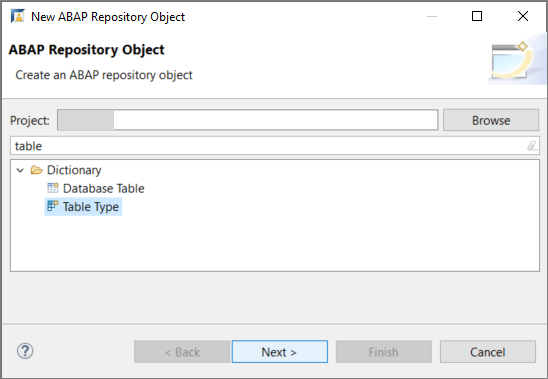 New ABAP Repository Object
ABAP Repository Object
Create an ABAP repository object
Project: Browse
table
Dictionary
Database Table
Table Type
? < Back Next > Finish Cancel